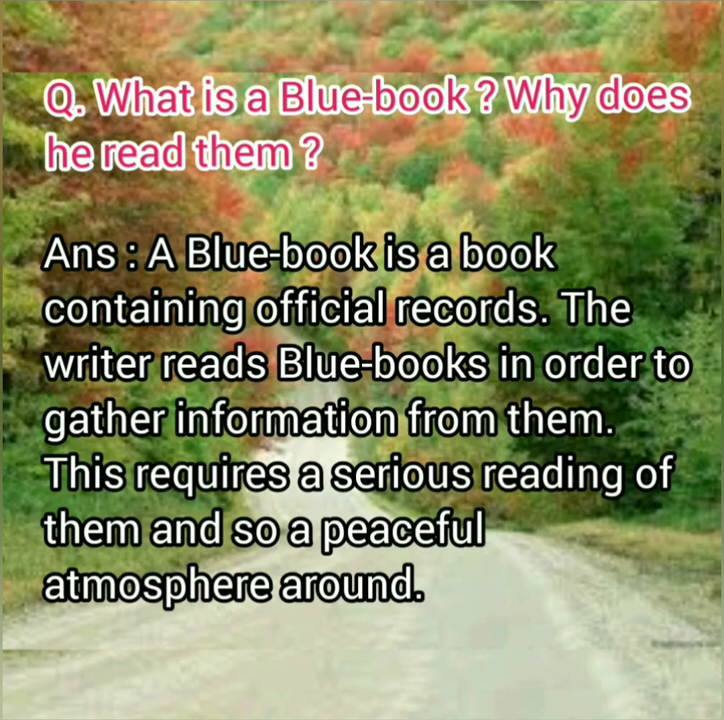 Q. What is a Blue-book ? Why does
he read them ?
Ans : A Blue-book is a book
containing official records. The
writer reads Blue-books in order to
gather information from them.
This requires a serious reading of
them and so a peaceful
atmosphere around.